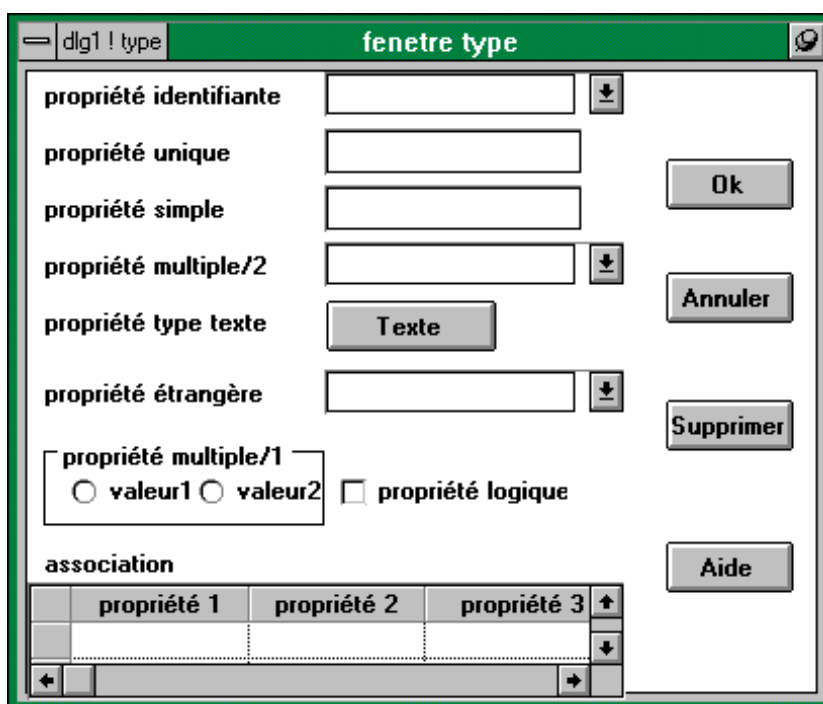 dlg1 ! type fenetre type
propriété identifiante
propriété unique
Ok
propriété simple
propriété multiple/2
Annuler
propriété type texte Texte
propriété étrangère
Supprimer
propriété multiple/1
valeur1 valeur2 propriété logique
association
Aide
propriété 1 propriété 2 propriété 3